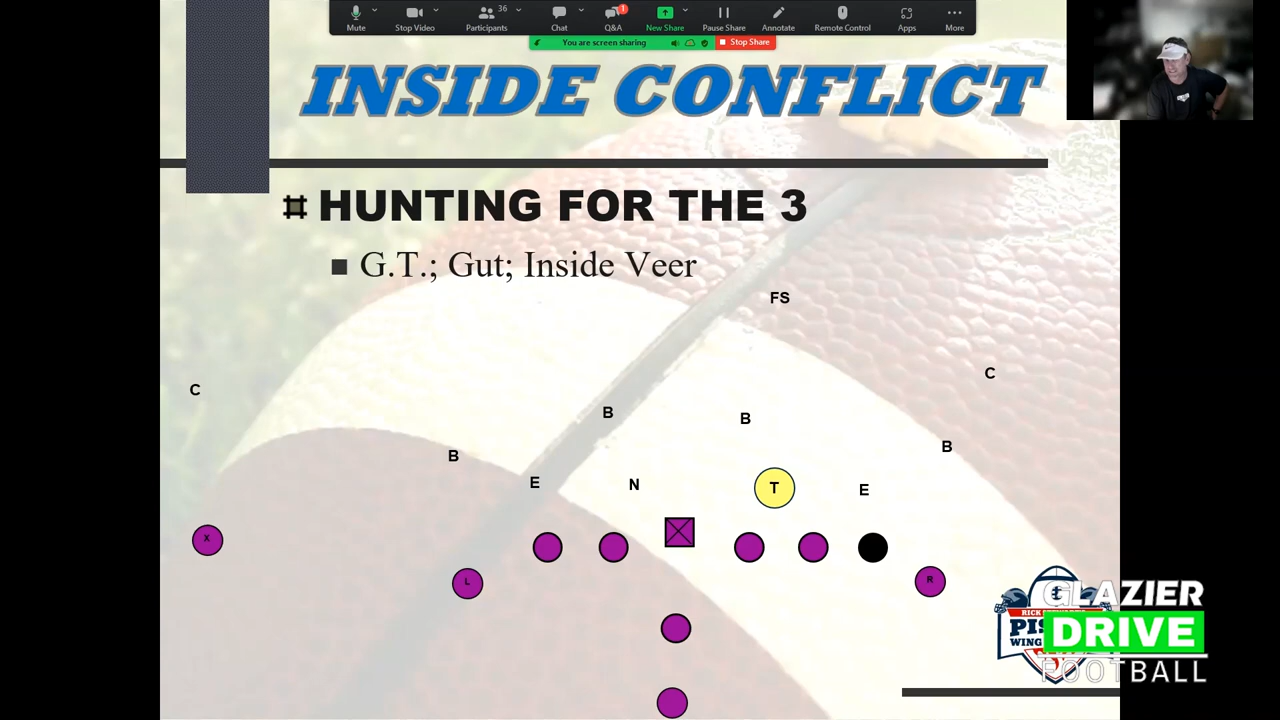 36
1
Mute Stop Video Participants Chat Q&A New Share Pause Share Annotate Remote Control Apps More
You are screen sharing Stop Share
INSIDE CONFLICT
HUNTING FOR THE 3
G.T.; Gut; Inside Veer
FS
C
C
B
B
B
B
E
N
T
E
X
L
R
GLAZIER
DRIVE
FOOTBALL